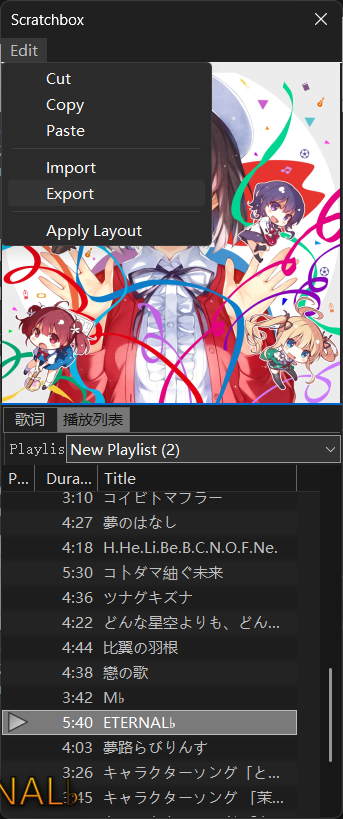 Scratchbox
Edit
Cut
Copy
Paste
Import
Export
Apply Layout
歌词 播放列表
Playlis New Playlist (2)
P... Dura... Title
3:10 コイビトマフラー
4:27 夢のはなし
4:18 H.He.Li.Be.B.C.N.O.F.Ne.
5:30 コトダマ紬ぐ未来
4:36 ツナグキズナ
4:22 どんな星空よりも、どん...
4:44 比翼の羽根
4:38 戀の歌
3:42 M♭
5:40 ETERNAL♭
4:03 夢路らびりんす
3:26 キャラクターソング「と...
3:45 キャラクターソング 「茉...
NAL♭